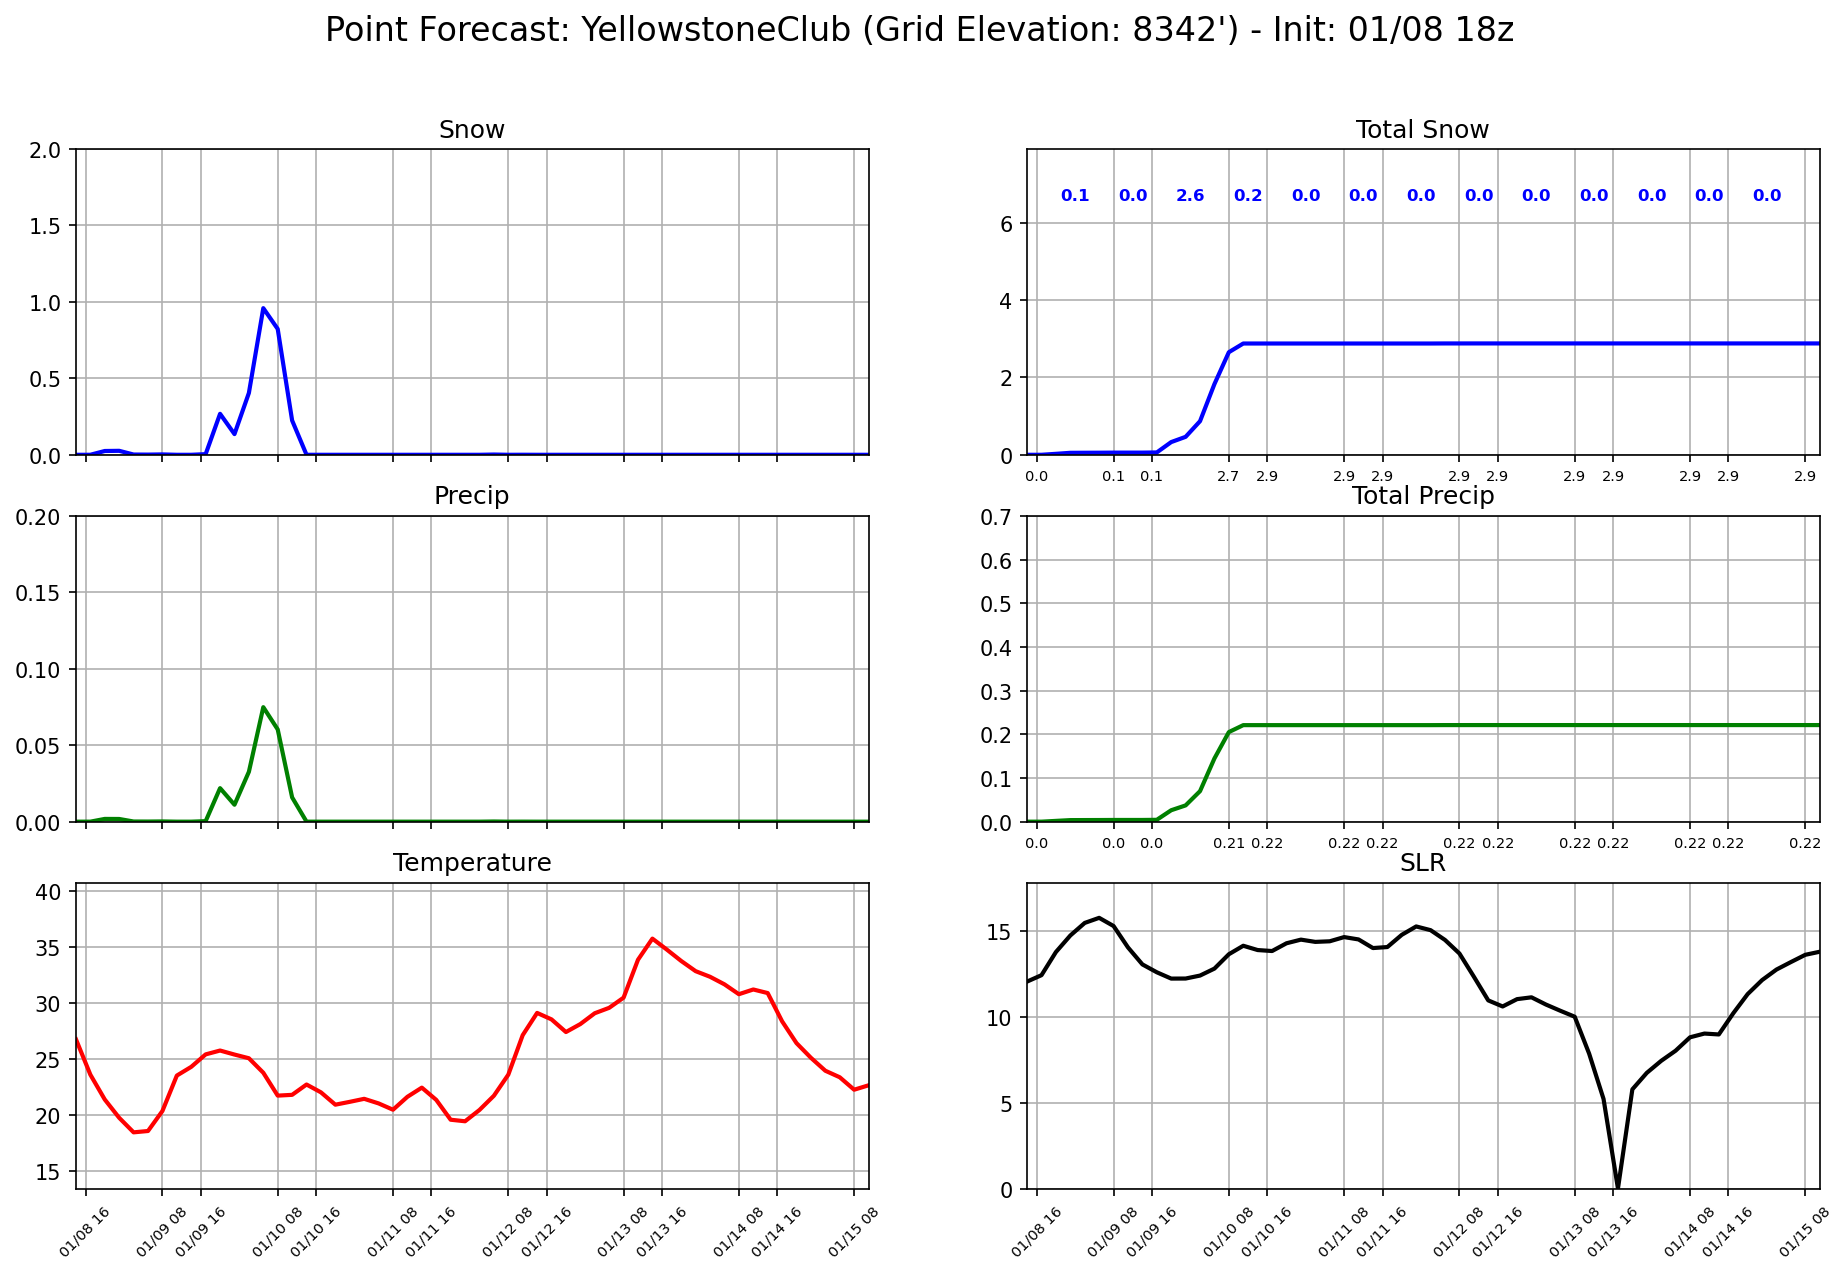 Point Forecast: YellowstoneClub (Grid Elevation: 8342') - Init: 01/08 18z
Snow
2.0
1.5
1.0
0.5
0.0
Total Snow
0.1 0.0 2.6 0.2 0.0 0.0 0.0 0.0 0.0 0.0 0.0 0.0 0.0
6
4
2
0
0.0 0.1 0.1 2.7 2.9 2.9 2.9 2.9 2.9 2.9 2.9 2.9 2.9 2.9
Precip
0.20
0.15
0.10
0.05
0.00
Total Precip
0.7
0.6
0.5
0.4
0.3
0.2
0.1
0.0
0.0 0.0 0.0 0.21 0.22 0.22 0.22 0.22 0.22 0.22 0.22 0.22 0.22 0.22
Temperature
40
35
30
25
20
15
01/08 16 01/09 08 01/09 16 01/10 08 01/10 16 01/11 08 01/11 16 01/12 08 01/12 16 01/13 08 01/13 16 01/14 08 01/14 16 01/15 08
SLR
15
10
5
0
01/08 16 01/09 08 01/09 16 01/10 08 01/10 16 01/11 08 01/11 16 01/12 08 01/12 16 01/13 08 01/13 16 01/14 08 01/14 16 01/15 08